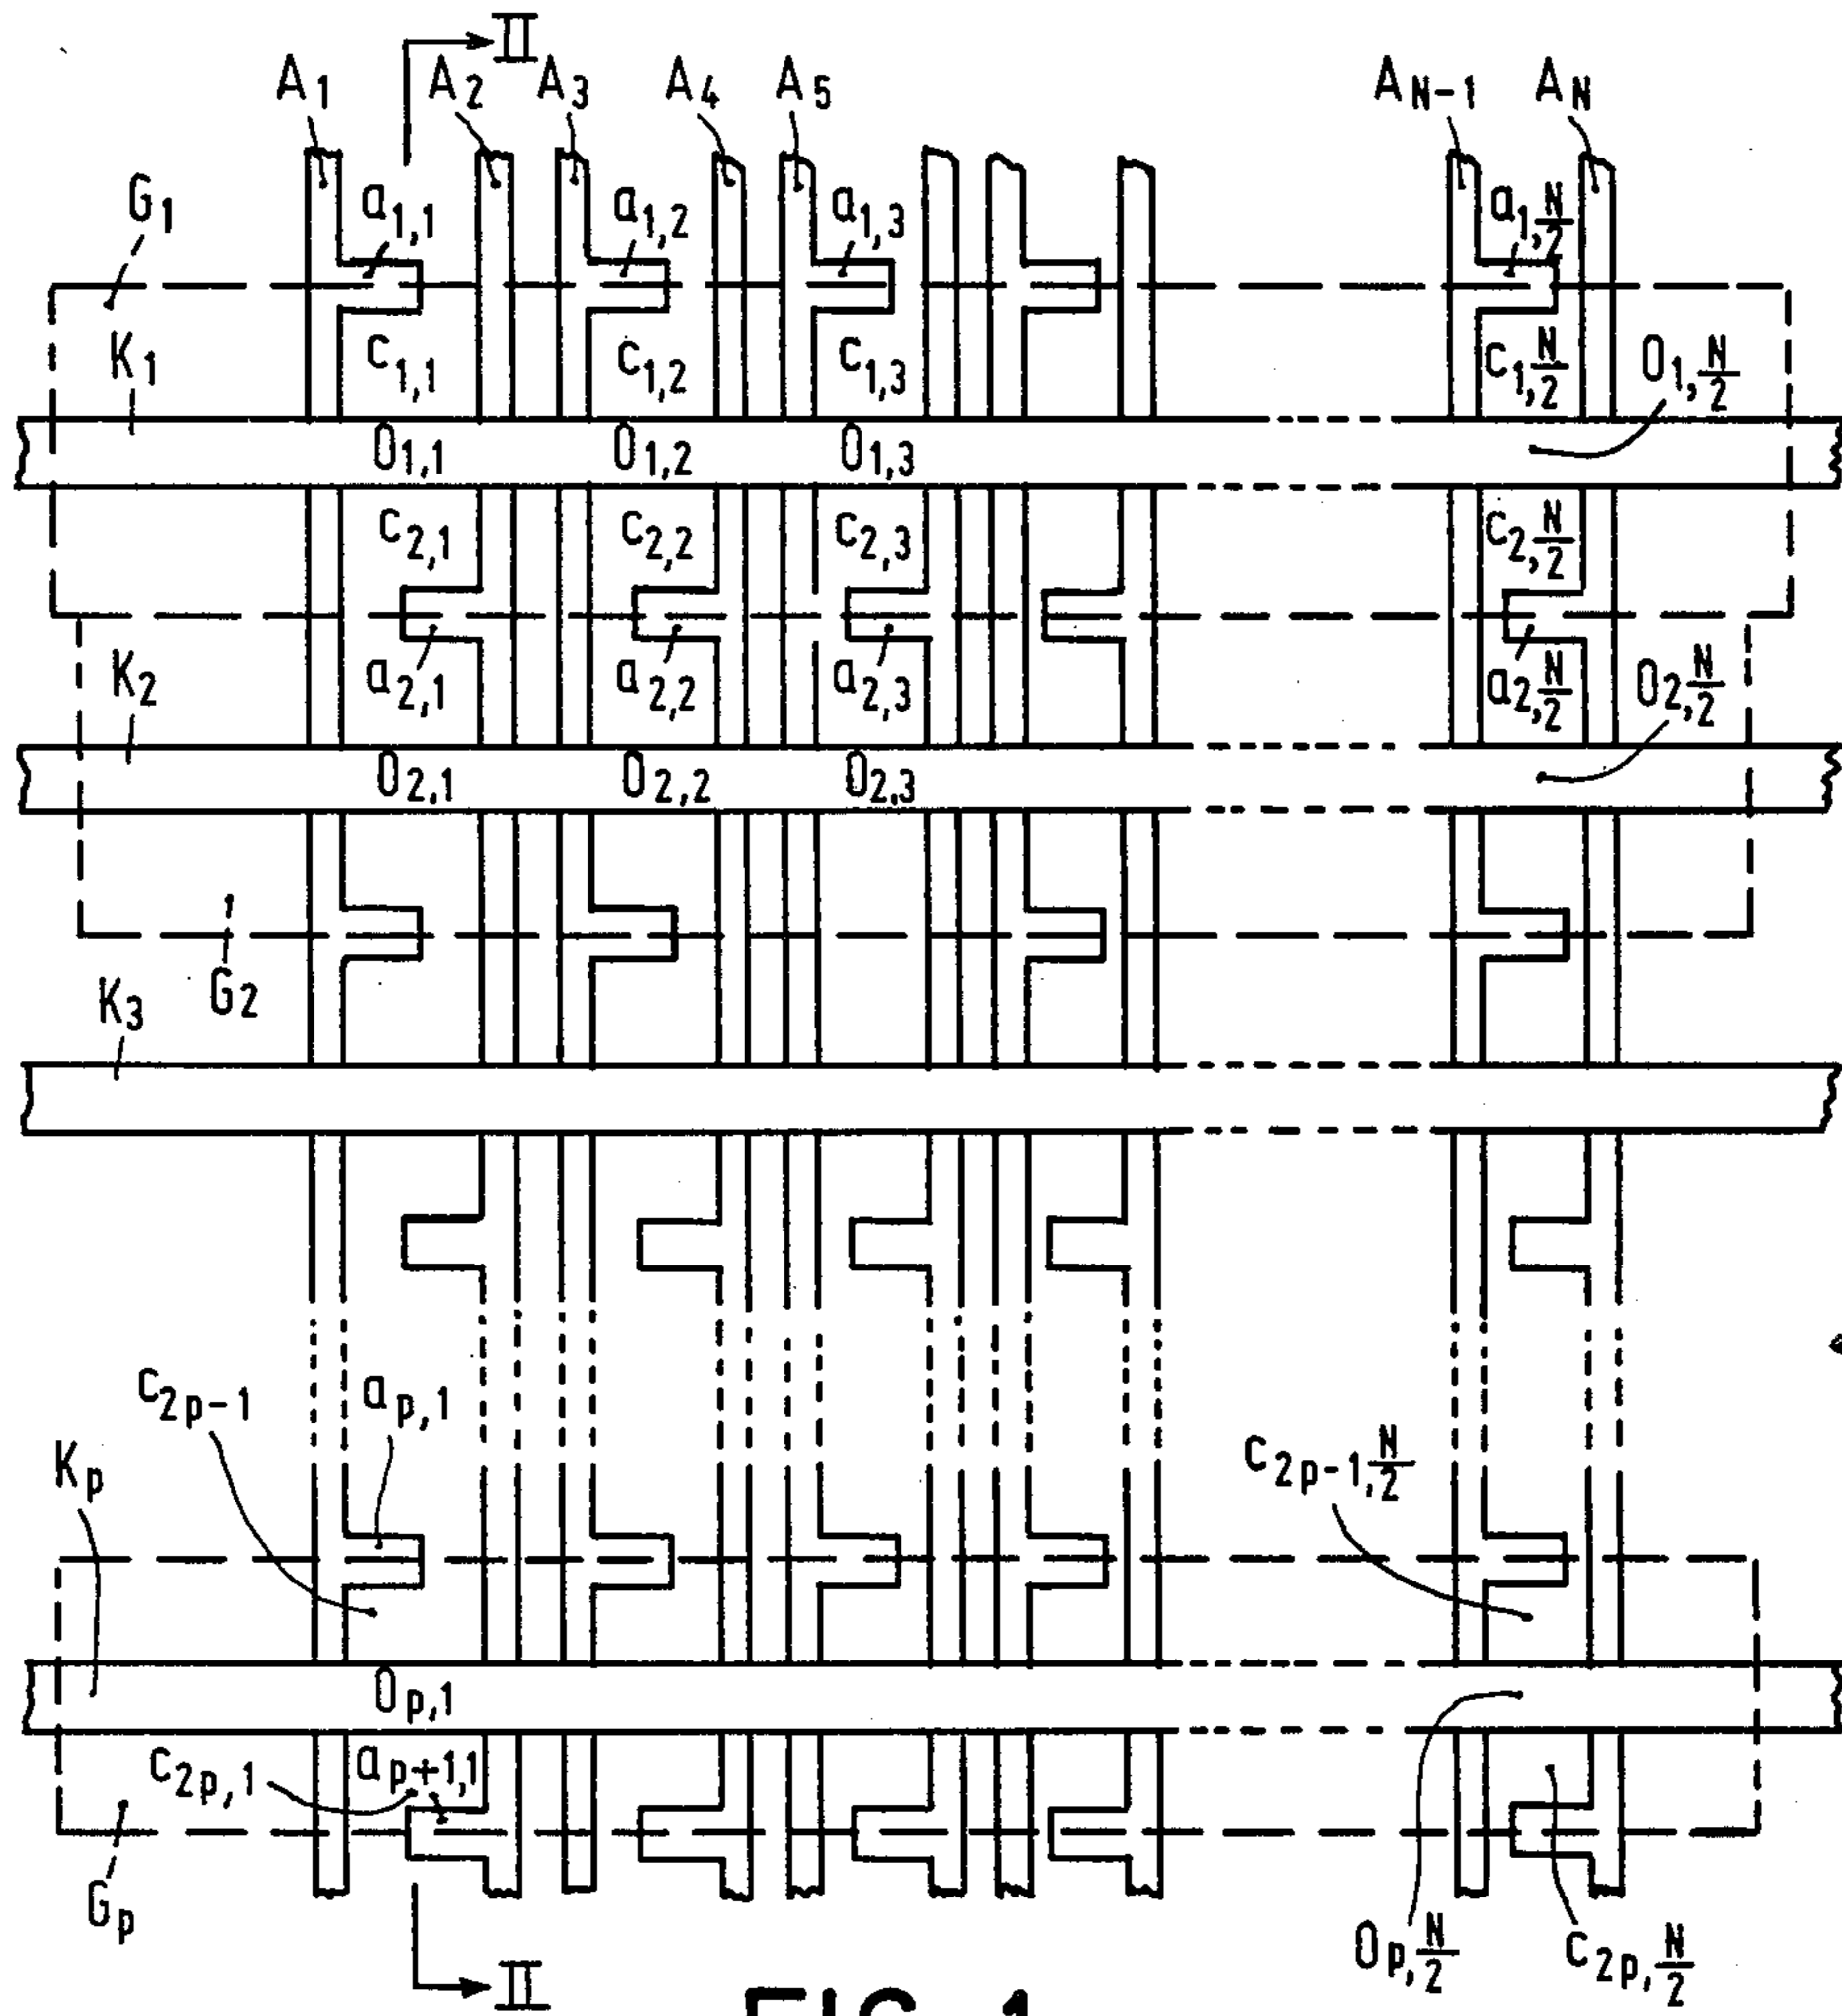 II
A1 A2 A3 A4 A5 AN-1 AN
G1 a1,1 a1,2 a1,3 a1,N/2
K1 c1,1 c1,2 c1,3 c1,N/2 O1,N/2
O1,1 O1,2 O1,3
c2,1 c2,2 c2,3 c2,N/2
K2 a2,1 a2,2 a2,3 a2,N/2 O2,N/2
O2,1 O2,2 O2,3
G2
K3
c2p-1 ap,1
Kp c2p-1,N/2
Op,1
c2p,1 ap+1,1
Gp
Op,N/2 c2p,N/2
II
FIG_1